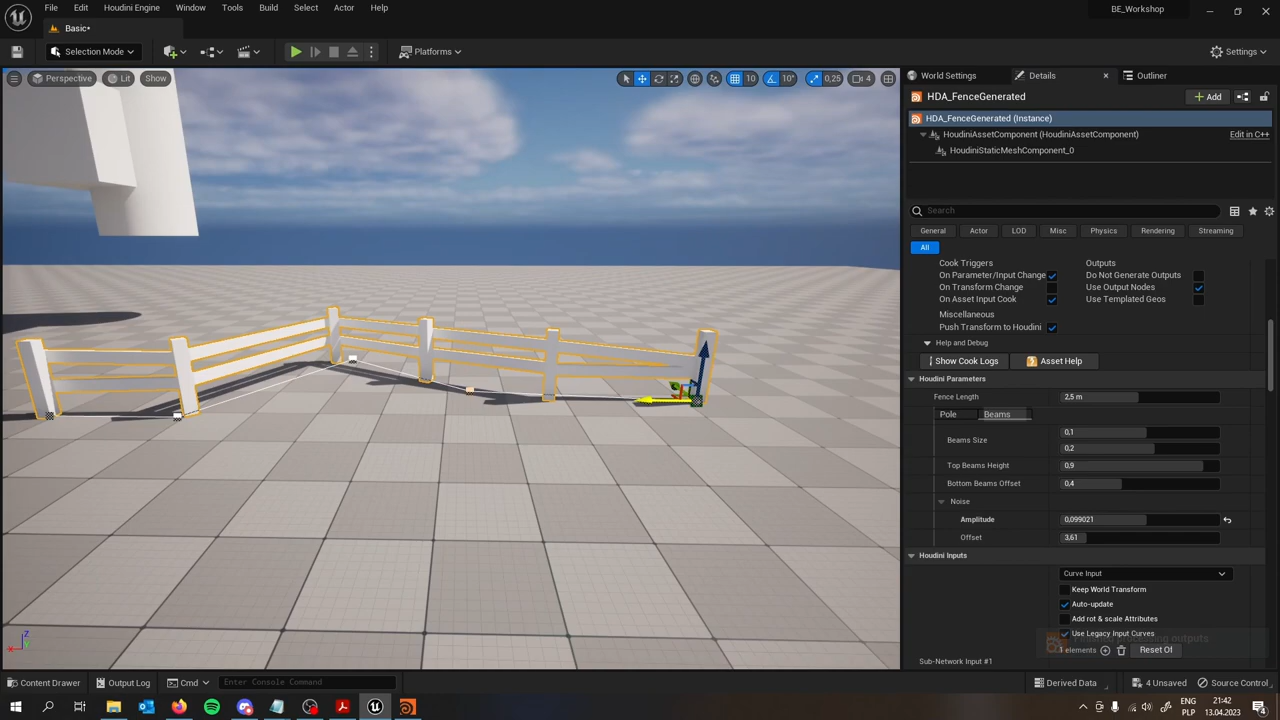 File Edit Houdini Engine Window Tools Build Select Actor Help
BE_Workshop
Basic*
Selection Mode
Platforms
Settings
Perspective Lit Show
10 10° 0,25 4
World Settings Details Outliner
HDA_FenceGenerated
Add
HDA_FenceGenerated (Instance)
HoudiniAssetComponent (HoudiniAssetComponent) Edit in C++
HoudiniStaticMeshComponent_0
Search
General Actor LOD Misc Physics Rendering Streaming
All
Cook Triggers Outputs
On Parameter/Input Change Do Not Generate Outputs
On Transform Change Use Output Nodes
On Asset Input Cook Use Templated Geos
Miscellaneous
Push Transform to Houdini
Help and Debug
Show Cook Logs Asset Help
Houdini Parameters
Fence Length 2,5 m
Pole Beams
Beams Size 0,1
0,2
Top Beams Height 0,9
Bottom Beams Offset 0,4
Noise
Amplitude 0,099021
Offset 3,61
Houdini Inputs
Curve Input
Keep World Transform
Auto-update
Add rot & scale Attributes
Use Legacy Input Curves
outputs
1 elements Reset Of
Sub-Network Input #1
Content Drawer Output Log Cmd Enter Console Command
Derived Data 4 Unsaved Source Control
ENG 21:42
PLP 13.04.2023